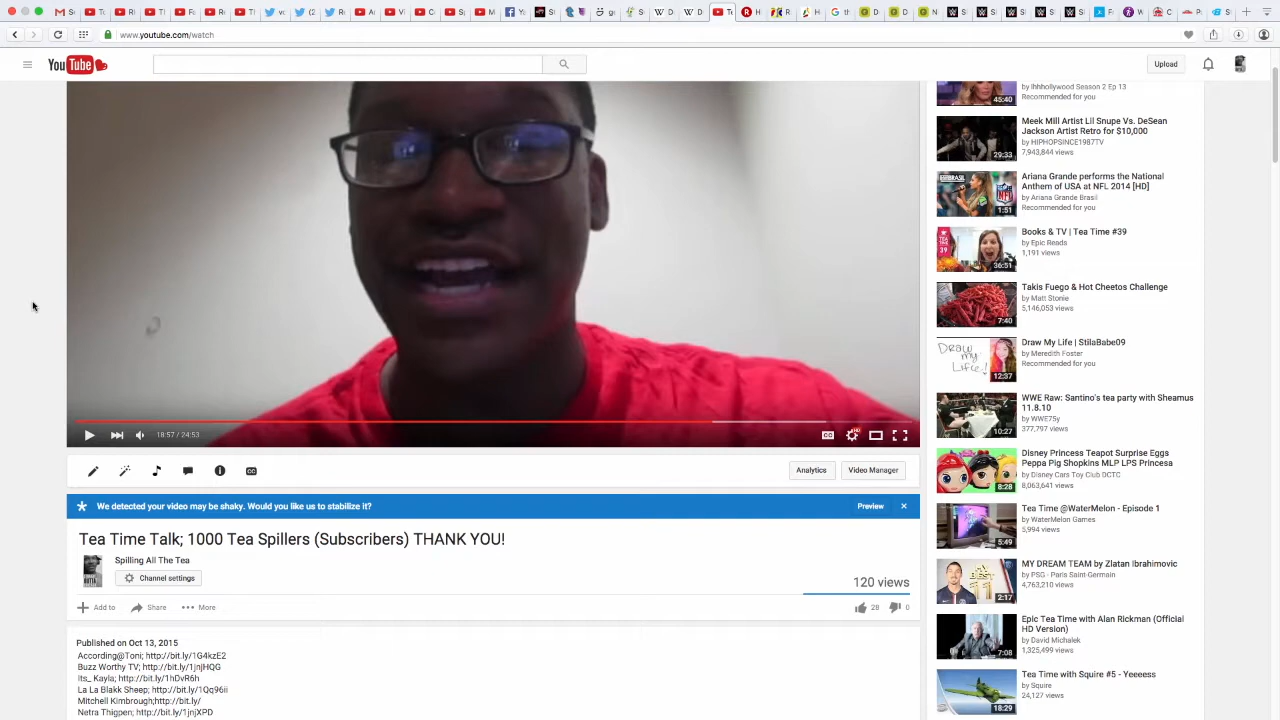 www.youtube.com/watch
YouTube
Upload
45:40
by lhhhollywood Season 2 Ep 13
Recommended for you
29:33
Meek Mill Artist Lil Snupe Vs. DeSean
Jackson Artist Retro for $10,000
by HIPHOPSINCE1987TV
7,943,844 views
1:51
Ariana Grande performs the National
Anthem of USA at NFL 2014 [HD]
by Ariana Grande Brasil
Recommended for you
36:51
Books & TV | Tea Time #39
by Epic Reads
1,191 views
7:40
Takis Fuego & Hot Cheetos Challenge
by Matt Stonie
5,146,053 views
12:37
Draw My Life | StilaBabe09
by Meredith Foster
Recommended for you
10:27
WWE Raw: Santino's tea party with Sheamus
11.8.10
by WWE75y
377,797 views
8:28
Disney Princess Teapot Surprise Eggs
Peppa Pig Shopkins MLP LPS Princesa
by Disney Cars Toy Club DCTC
8,063,641 views
5:49
Tea Time @WaterMelon - Episode 1
by WaterMelon Games
5,994 views
2:17
MY DREAM TEAM by Zlatan Ibrahimovic
by PSG - Paris Saint-Germain
4,763,210 views
7:08
Epic Tea Time with Alan Rickman (Official
HD Version)
by David Michalek
1,325,499 views
18:29
Tea Time with Squire #5 - Yeeeess
by Squire
24,127 views
18:57 / 24:53
CC
HD
Analytics
Video Manager
We detected your video may be shaky. Would you like us to stabilize it?
Preview
Tea Time Talk; 1000 Tea Spillers (Subscribers) THANK YOU!
Spilling All The Tea
Channel settings
120 views
Add to
Share
More
28
0
Published on Oct 13, 2015
According@Toni; http://bit.ly/1G4kzE2
Buzz Worthy TV; http://bit.ly/1jnjHQG
Its_ Kayla; http://bit.ly/1hDvR6h
La La Blakk Sheep; http://bit.ly/1Qq96ii
Mitchell Kimbrough;http://bit.ly/
Netra Thigpen; http://bit.ly/1jnjXPD